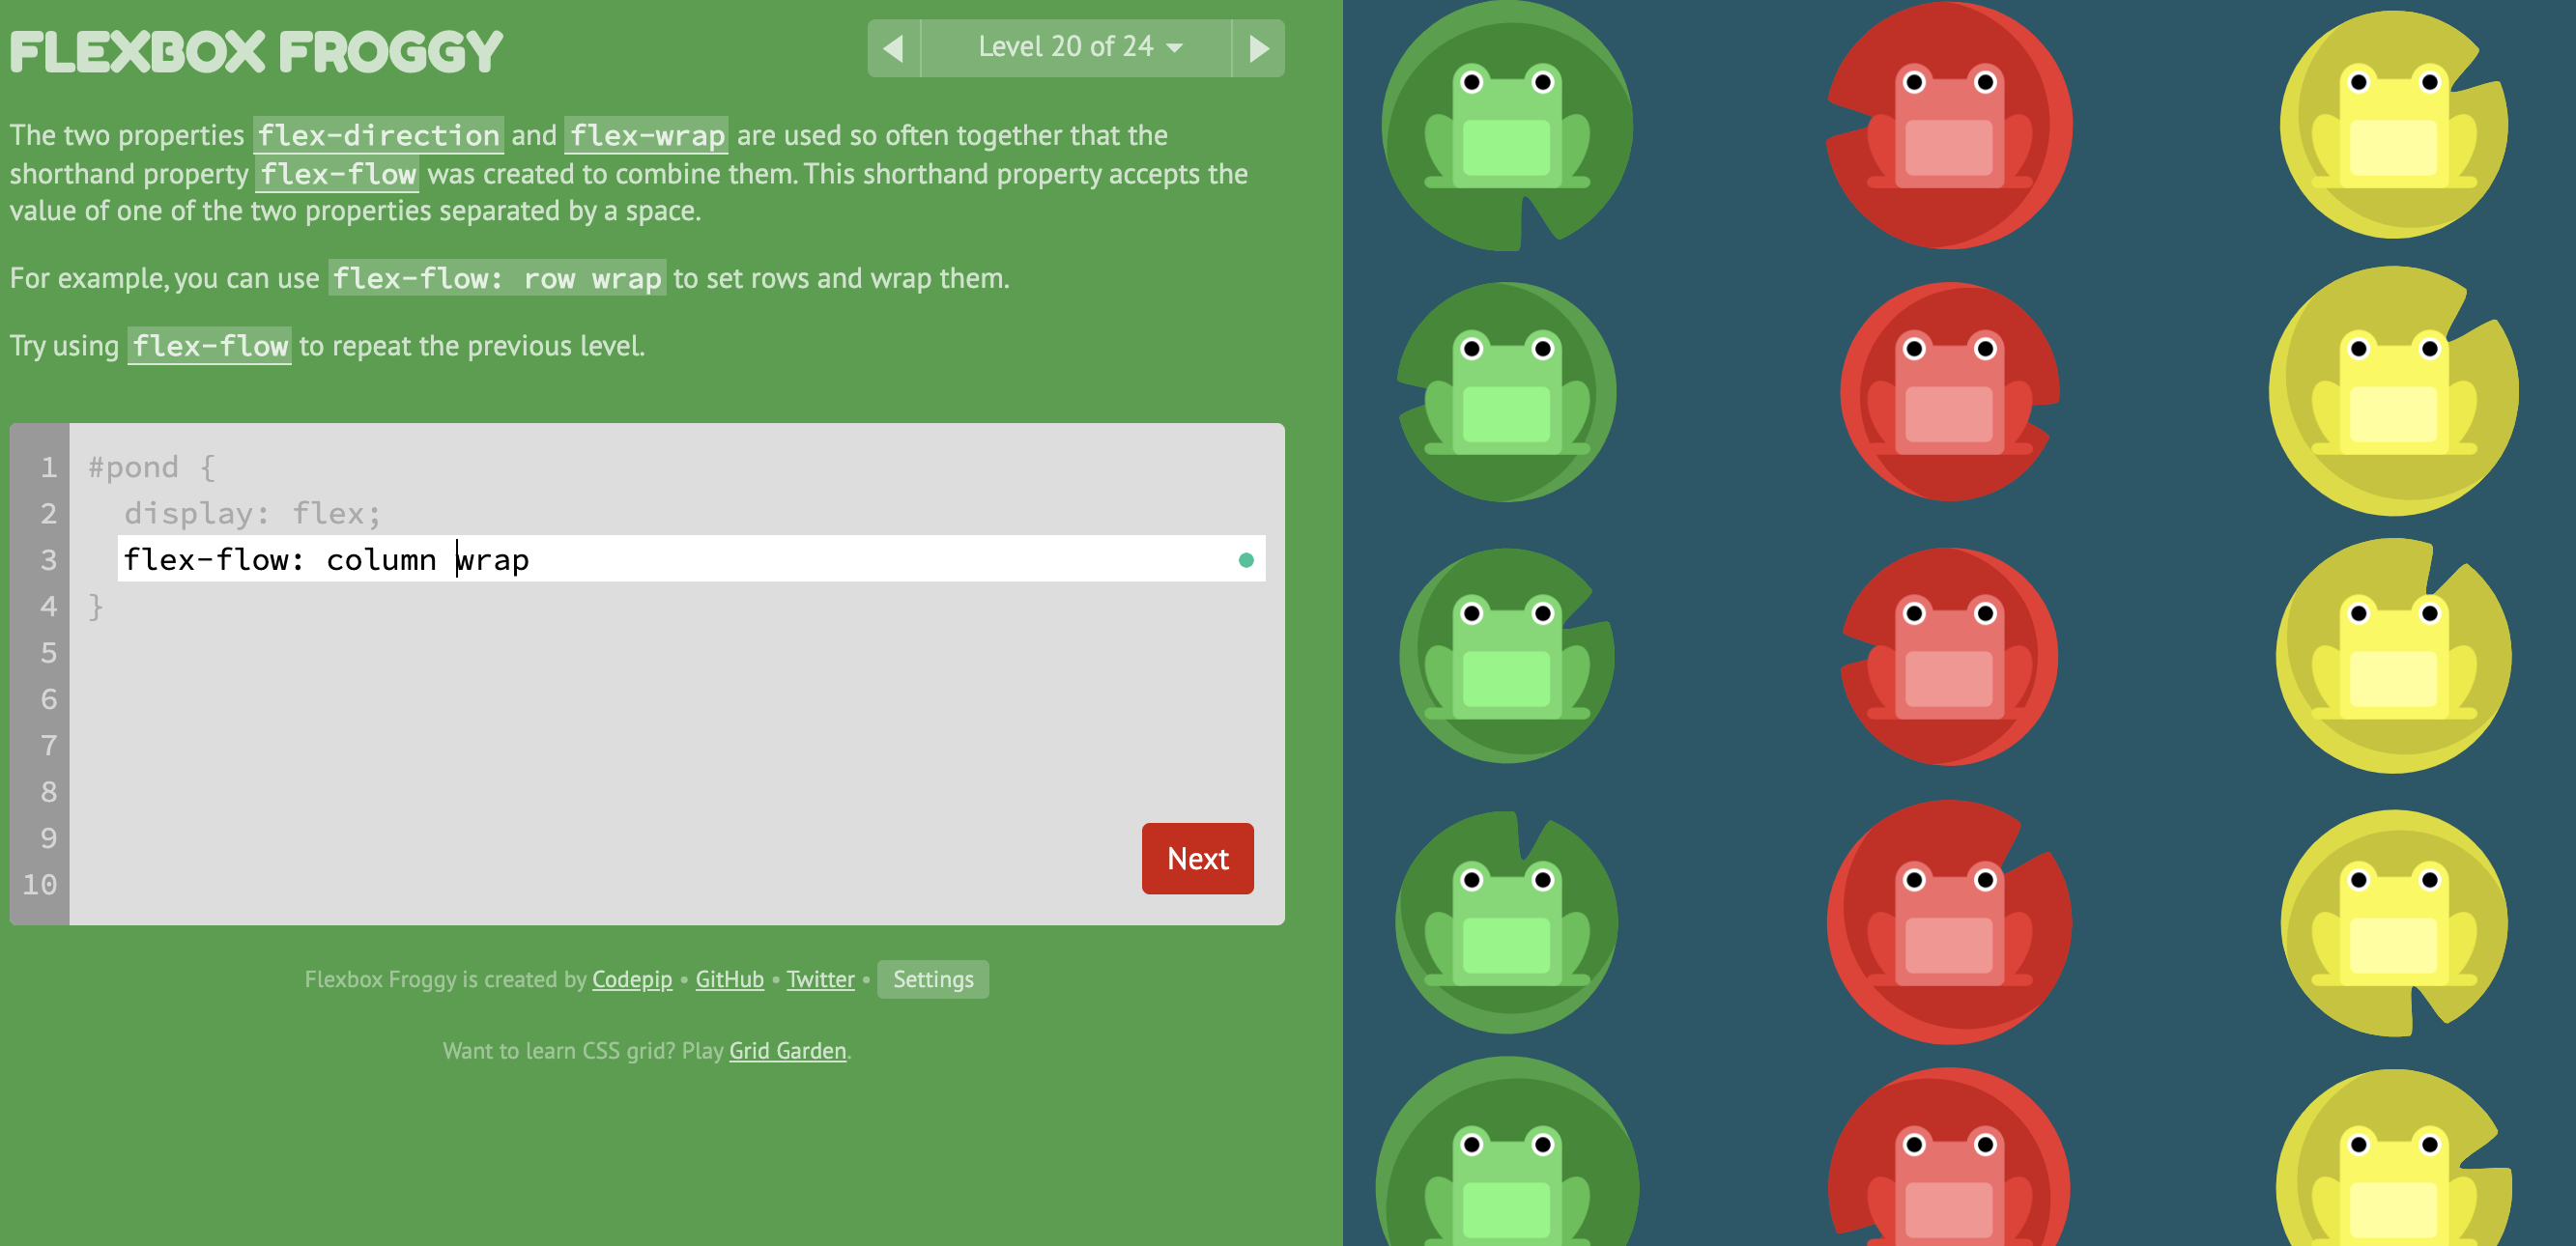 FLEXBOX FROGGY
Level 20 of 24
The two properties flex-direction and flex-wrap are used so often together that the
shorthand property flex-flow was created to combine them. This shorthand property accepts the
value of one of the two properties separated by a space.
For example, you can use flex-flow: row wrap to set rows and wrap them.
Try using flex-flow to repeat the previous level.
1 #pond {
2 display: flex;
3 flex-flow: column wrap
4 }
5
6
7
8
9
10
Next
Flexbox Froggy is created by Codepip • GitHub • Twitter • Settings
Want to learn CSS grid? Play Grid Garden.